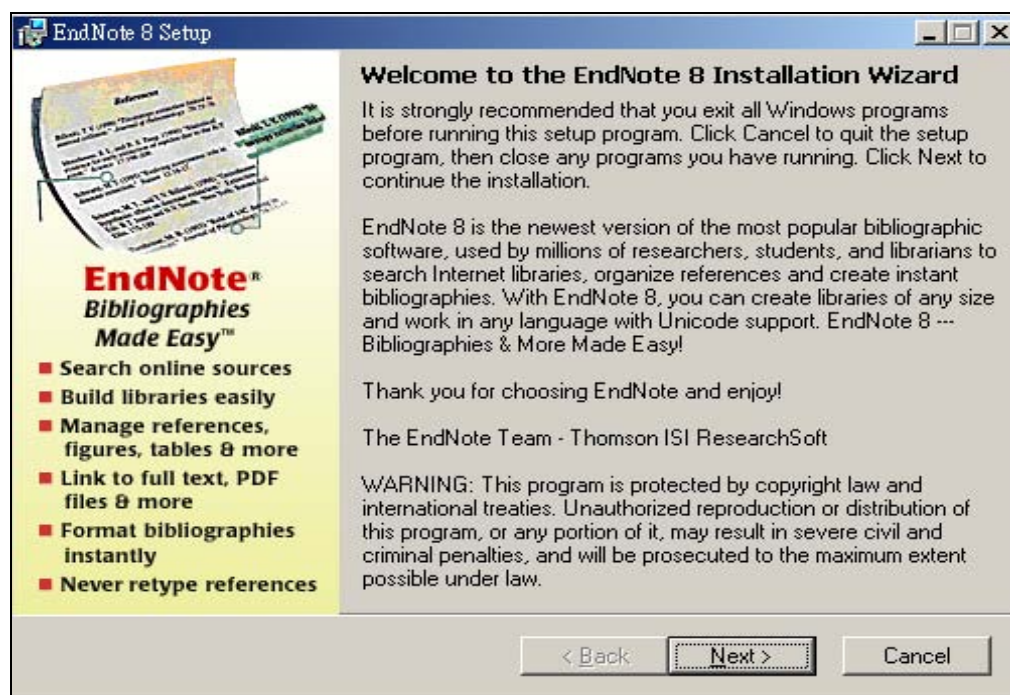 EndNote 8 Setup
References
EndNote®
Bibliographies
Made Easy™
Search online sources
Build libraries easily
Manage references,
figures, tables & more
Link to full text, PDF
files & more
Format bibliographies
instantly
Never retype references
Welcome to the EndNote 8 Installation Wizard
It is strongly recommended that you exit all Windows programs
before running this setup program. Click Cancel to quit the setup
program, then close any programs you have running. Click Next to
continue the installation.
EndNote 8 is the newest version of the most popular bibliographic
software, used by millions of researchers, students, and librarians to
search Internet libraries, organize references and create instant
bibliographies. With EndNote 8, you can create libraries of any size
and work in any language with Unicode support. EndNote 8 ---
Bibliographies & More Made Easy!
Thank you for choosing EndNote and enjoy!
The EndNote Team - Thomson ISI ResearchSoft
WARNING: This program is protected by copyright law and
international treaties. Unauthorized reproduction or distribution of
this program, or any portion of it, may result in severe civil and
criminal penalties, and will be prosecuted to the maximum extent
possible under law.
< Back Next > Cancel